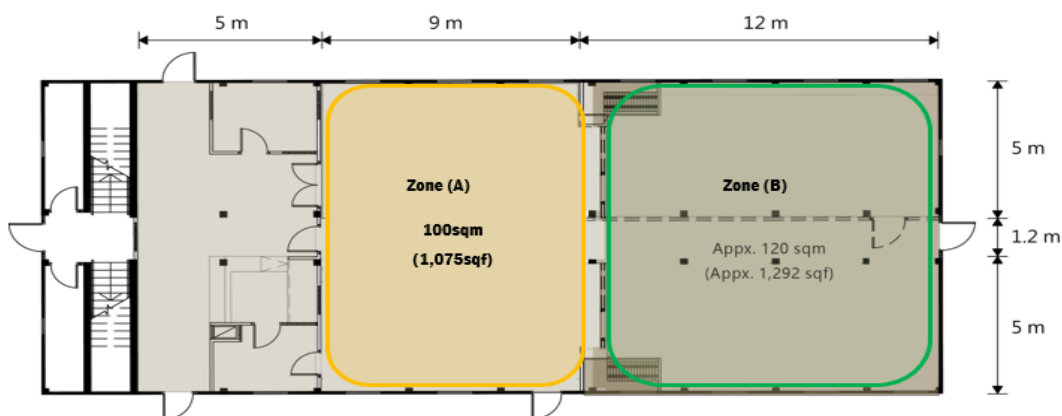 5 m
9 m
12 m
5 m
Zone (A)
Zone (B)
100sqm
(1,075sqf)
1.2 m
Appx. 120 sqm
(Appx. 1,292 sqf)
5 m